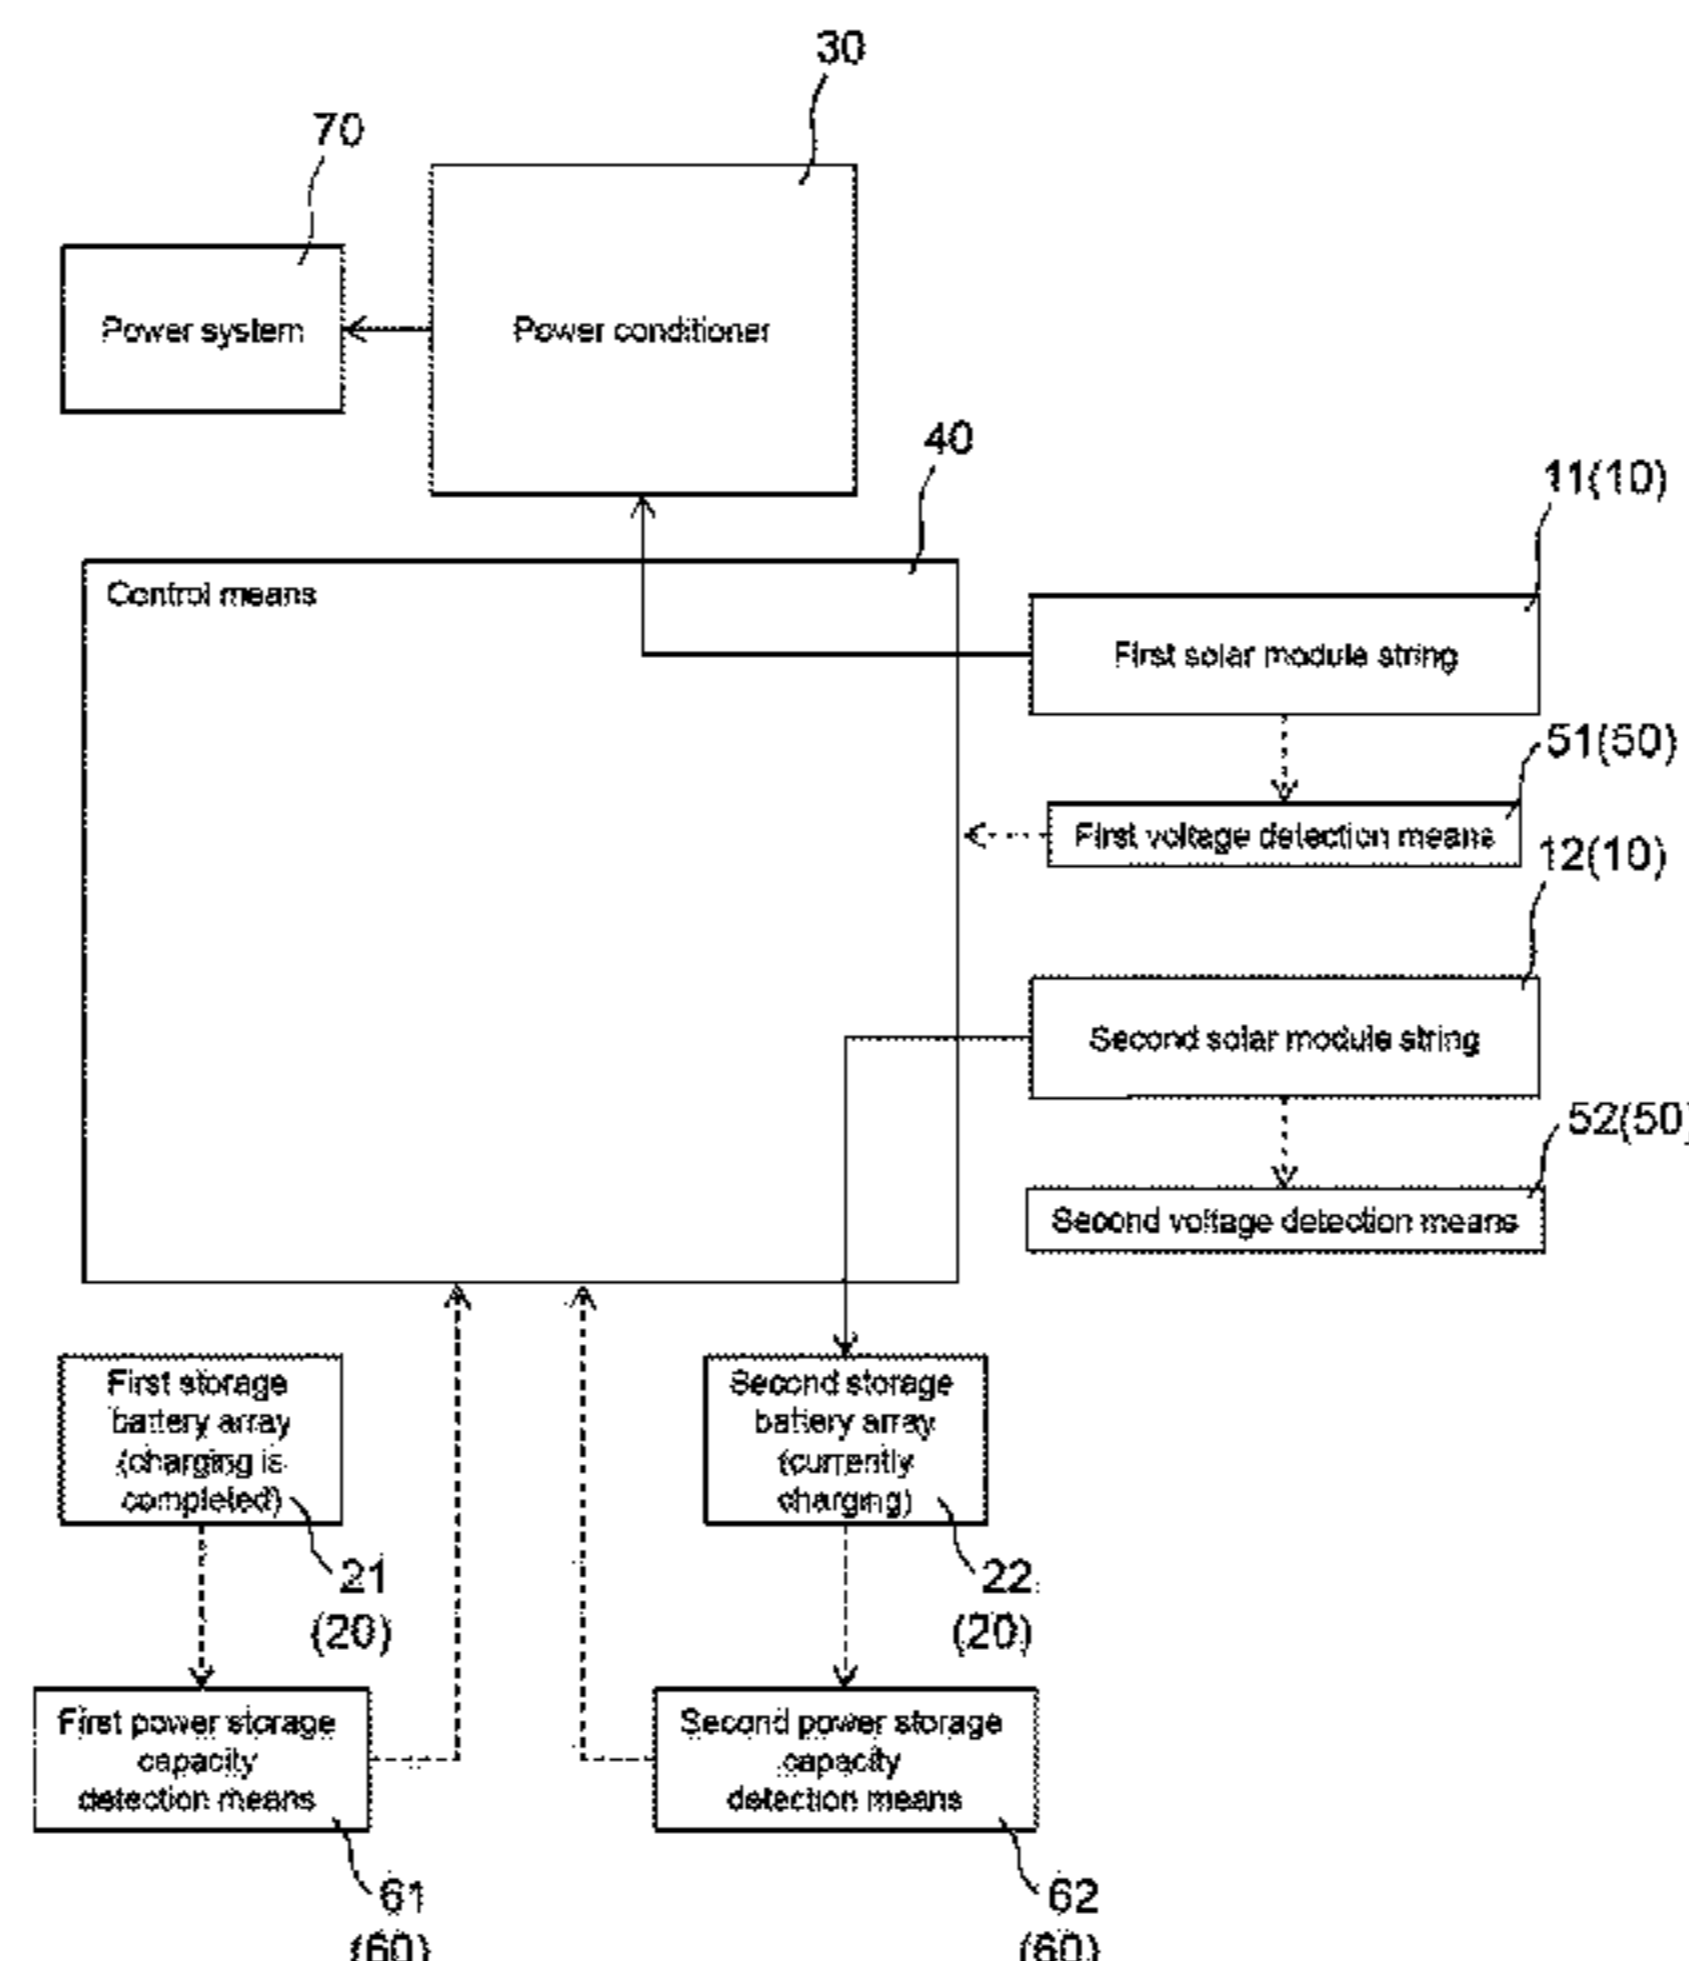 30
70
Power system
Power conditioner
40
11(10)
Control means
First solar module string
51(50)
First voltage detection means
12(10)
Second solar module string
52(50)
Second voltage detection means
First storage
battery array
(charging is
completed)
Second storage
battery array
(currently
charging)
21
(20)
22
(20)
First power storage
capacity
detection means
Second power storage
capacity
detection means
61
(60)
62
(60)